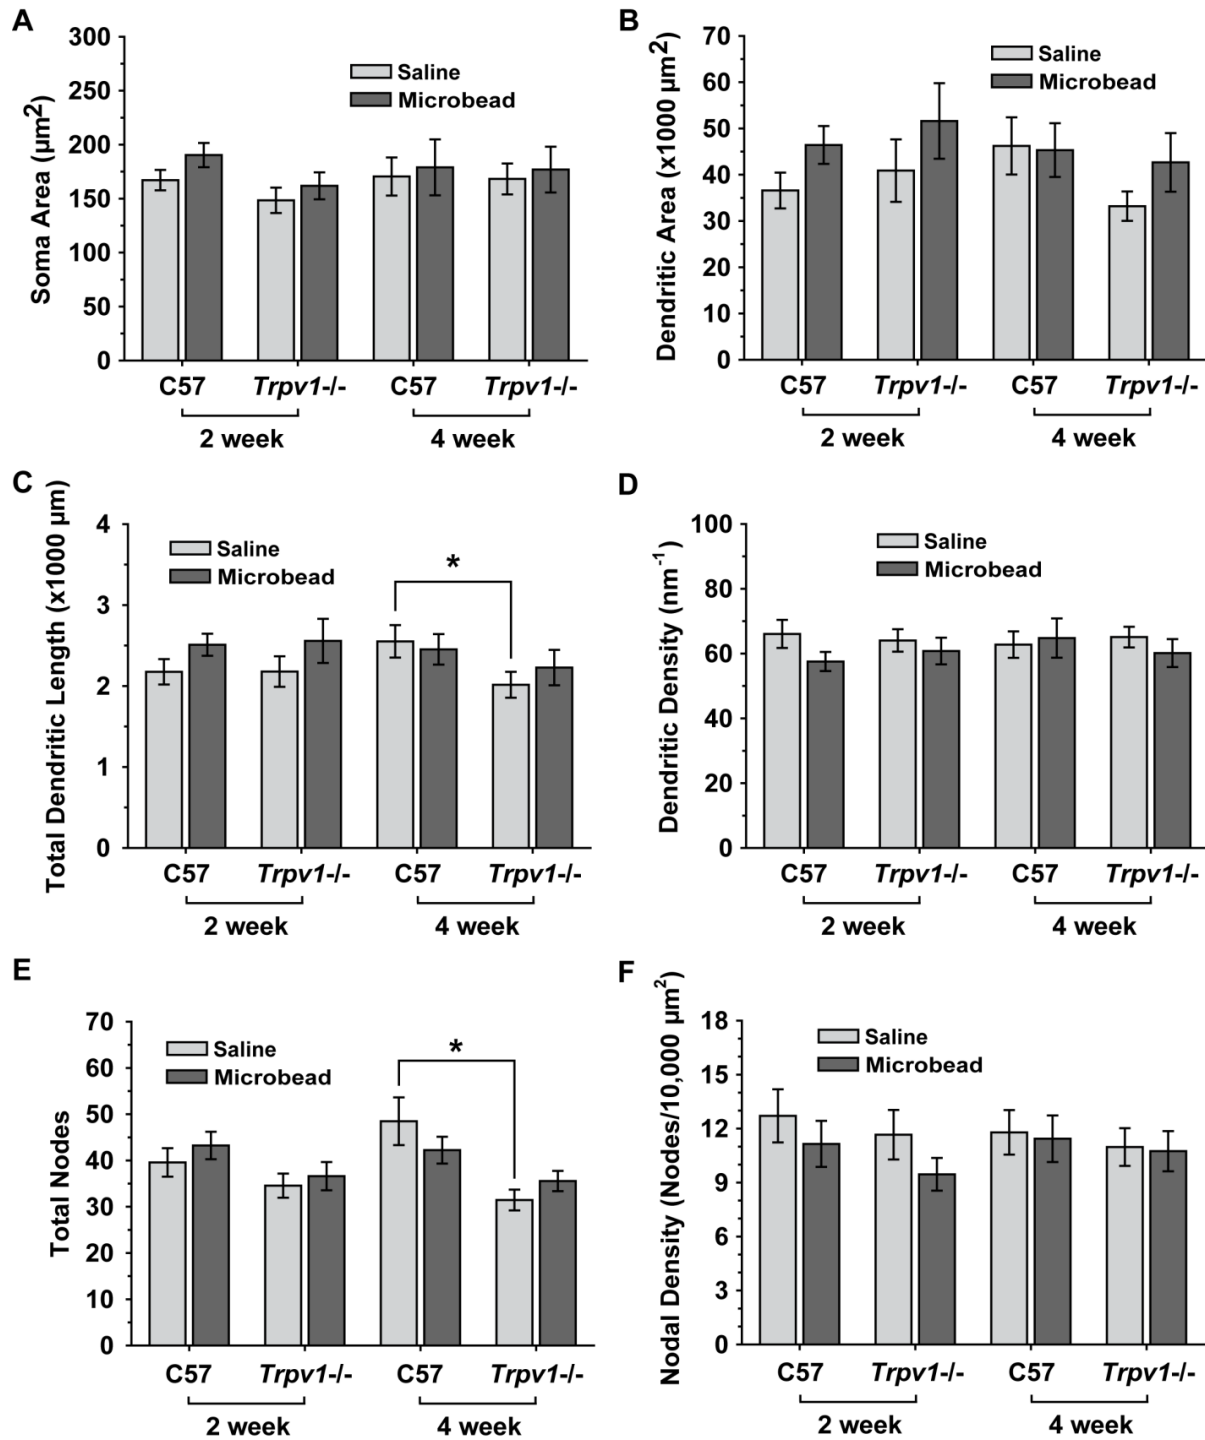 A
Soma Area (µm2)
300
250
200
150
100
50
0
Saline
Microbead
C57 Trpv1-/- C57 Trpv1-/-
2 week 4 week
B
Dendritic Area (x1000 µm2)
70
60
50
40
30
20
10
0
Saline
Microbead
C57 Trpv1-/- C57 Trpv1-/-
2 week 4 week
C
Total Dendritic Length (x1000 µm)
4
3
2
1
0
Saline
Microbead
*
C57 Trpv1-/- C57 Trpv1-/-
2 week 4 week
D
Dendritic Density (nm-1)
100
80
60
40
20
0
Saline
Microbead
C57 Trpv1-/- C57 Trpv1-/-
2 week 4 week
E
Total Nodes
70
60
50
40
30
20
10
0
Saline
Microbead
*
C57 Trpv1-/- C57 Trpv1-/-
2 week 4 week
F
Nodal Density (Nodes/10,000 µm2)
18
15
12
9
6
3
0
Saline
Microbead
C57 Trpv1-/- C57 Trpv1-/-
2 week 4 week